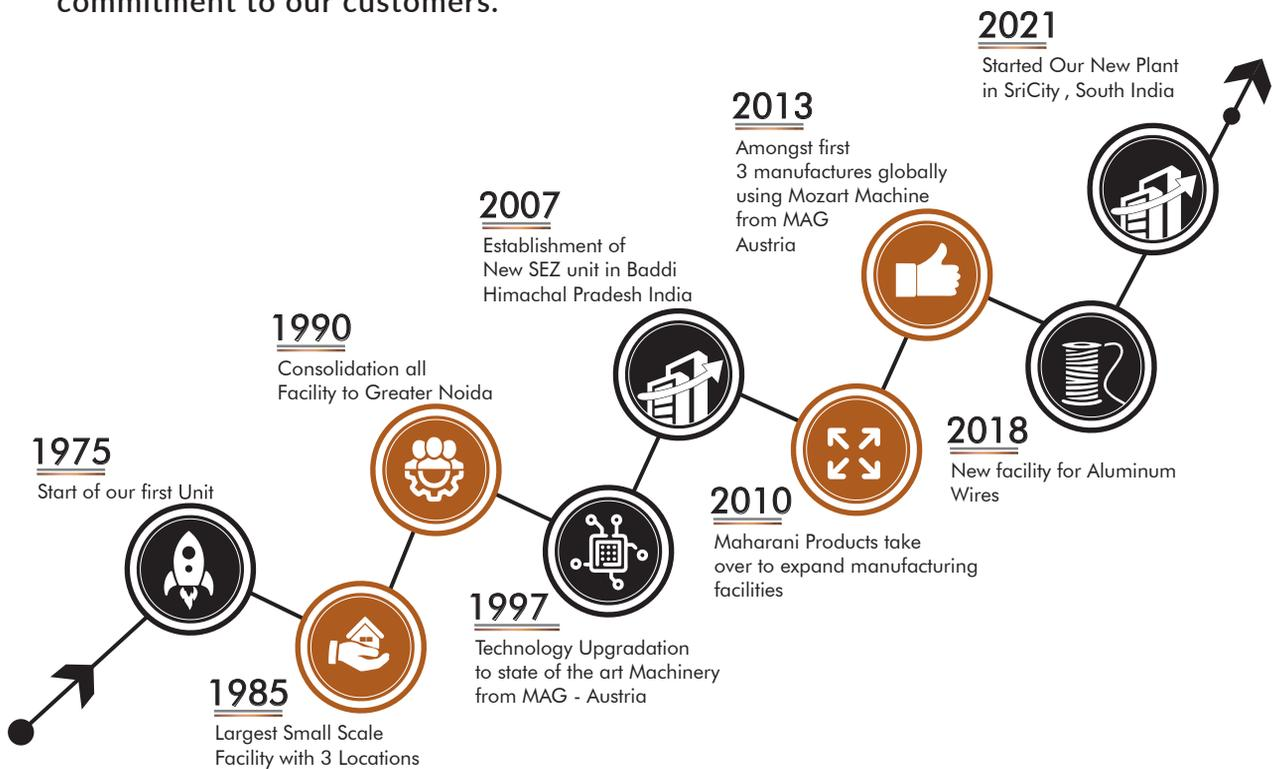 commitment to our customers.
1975
Start of our first Unit
1985
Largest Small Scale
Facility with 3 Locations
1990
Consolidation all
Facility to Greater Noida
1997
Technology Upgradation
to state of the art Machinery
from MAG - Austria
2007
Establishment of
New SEZ unit in Baddi
Himachal Pradesh India
2010
Maharani Products take
over to expand manufacturing
facilities
2013
Amongst first
3 manufactures globally
using Mozart Machine
from MAG
Austria
2018
New facility for Aluminum
Wires
2021
Started Our New Plant
in SriCity , South India